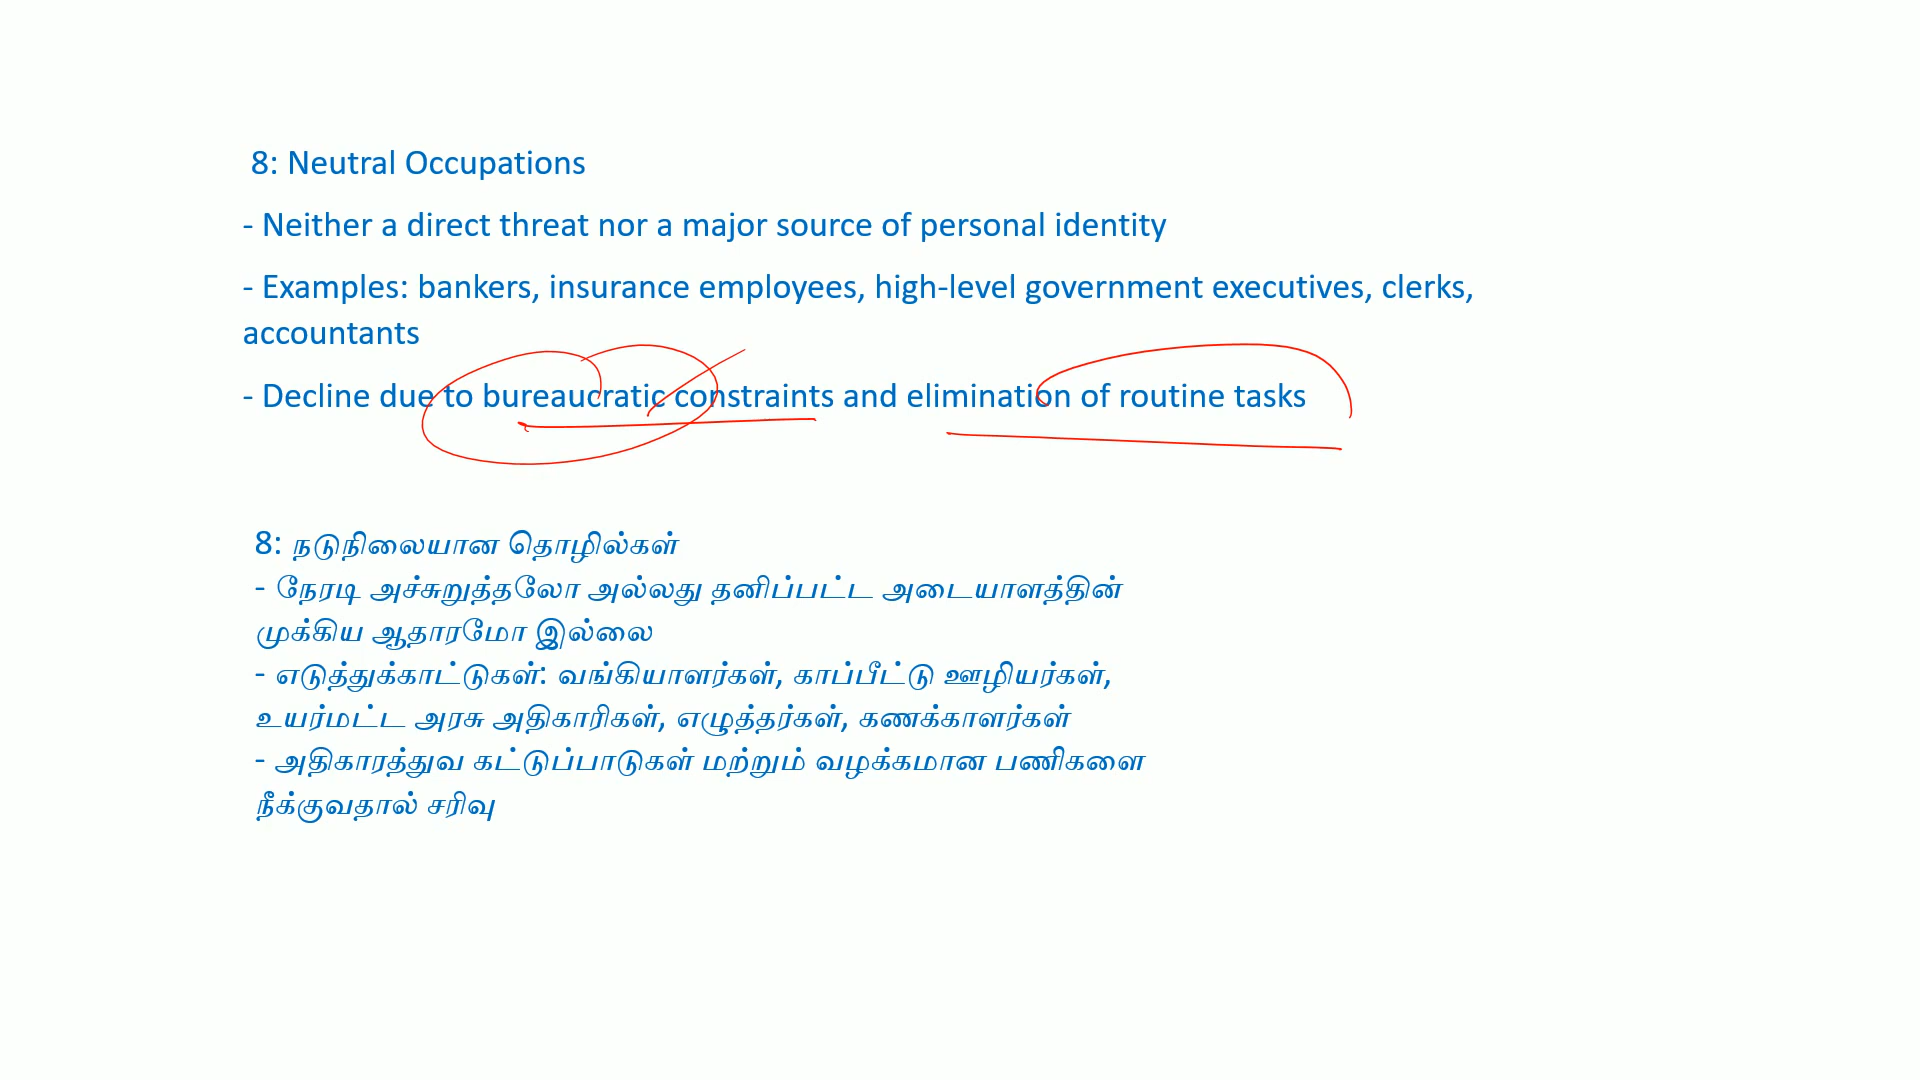 8: Neutral Occupations
- Neither a direct threat nor a major source of personal identity
- Examples: bankers, insurance employees, high-level government executives, clerks,
accountants
- Decline due to bureaucratic constraints and elimination of routine tasks
8: நடுநிலையான தொழில்கள்
- நேரடி அச்சுறுத்தலோ அல்லது தனிப்பட்ட அடையாளத்தின்
முக்கிய ஆதாரமோ இல்லை
- எடுத்துக்காட்டுகள்: வங்கியாளர்கள், காப்பீட்டு ஊழியர்கள்,
உயர்மட்ட அரசு அதிகாரிகள், எழுத்தர்கள், கணக்காளர்கள்
- அதிகாரத்துவ கட்டுப்பாடுகள் மற்றும் வழக்கமான பணிகளை
நீக்குவதால் சரிவு